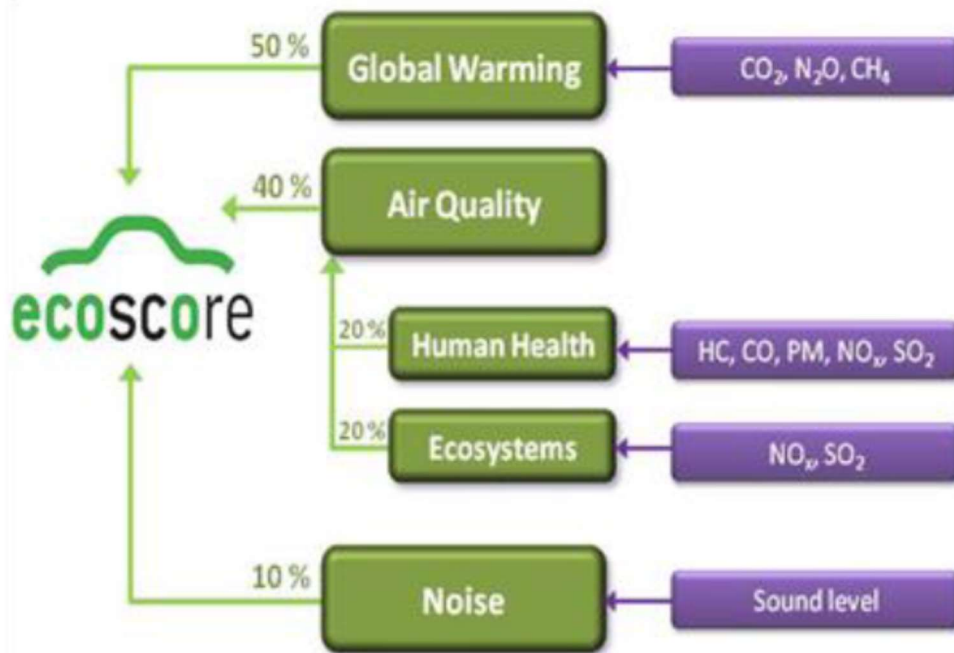 50 %
Global Warming
CO₂, N₂O, CH₄
40 %
Air Quality
ecoscore
20 %
Human Health
HC, CO, PM, NOₓ, SO₂
20 %
Ecosystems
NOₓ, SO₂
10 %
Noise
Sound level